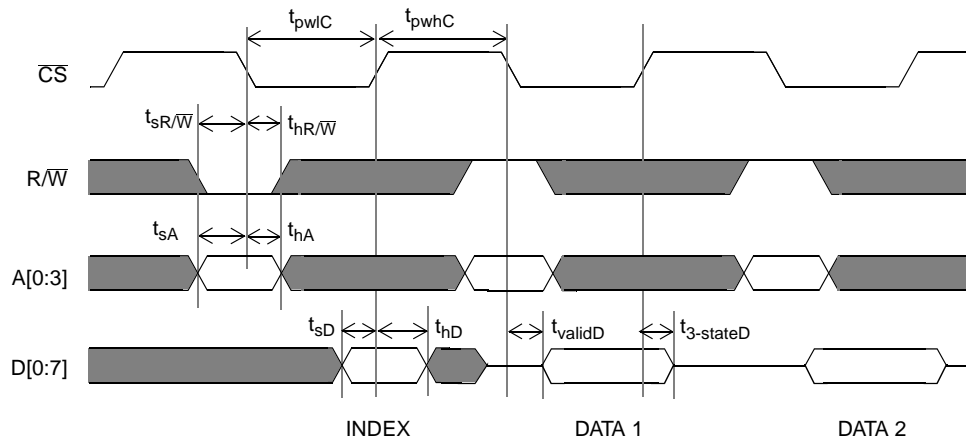 tpwlC
tpwhC
C̅S̅
tsR/W̅
thR/W̅
R/W̅
tsA
thA
A[0:3]
tsD
thD
tvalidD
t3-stateD
D[0:7]
INDEX
DATA 1
DATA 2